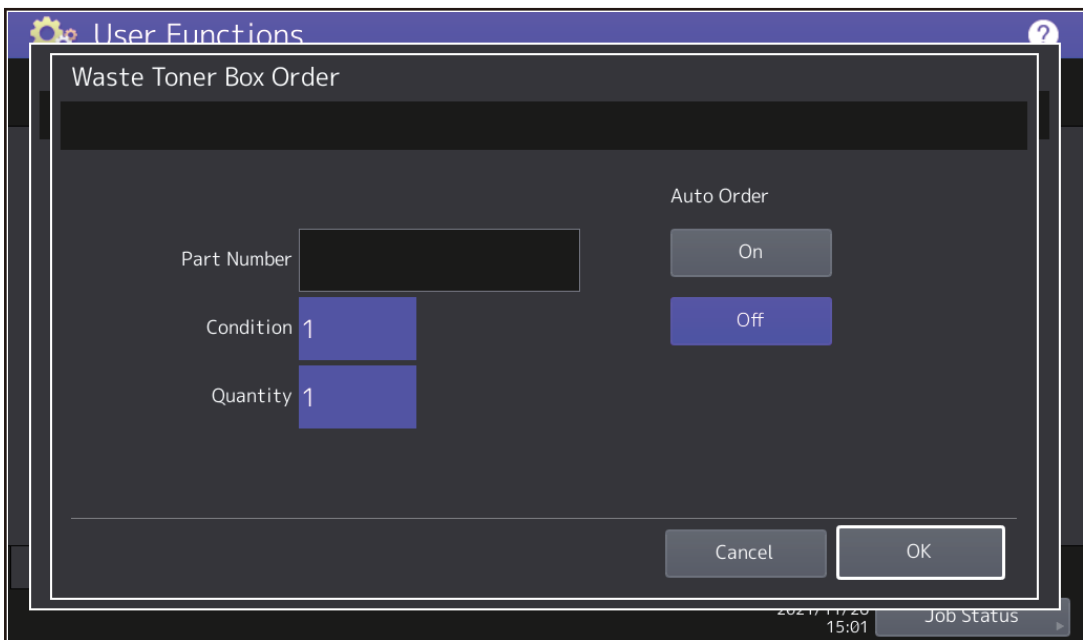 User Functions
?
Waste Toner Box Order
Auto Order
Part Number
On
Condition 1
Off
Quantity 1
Cancel
OK
15:01
Job Status